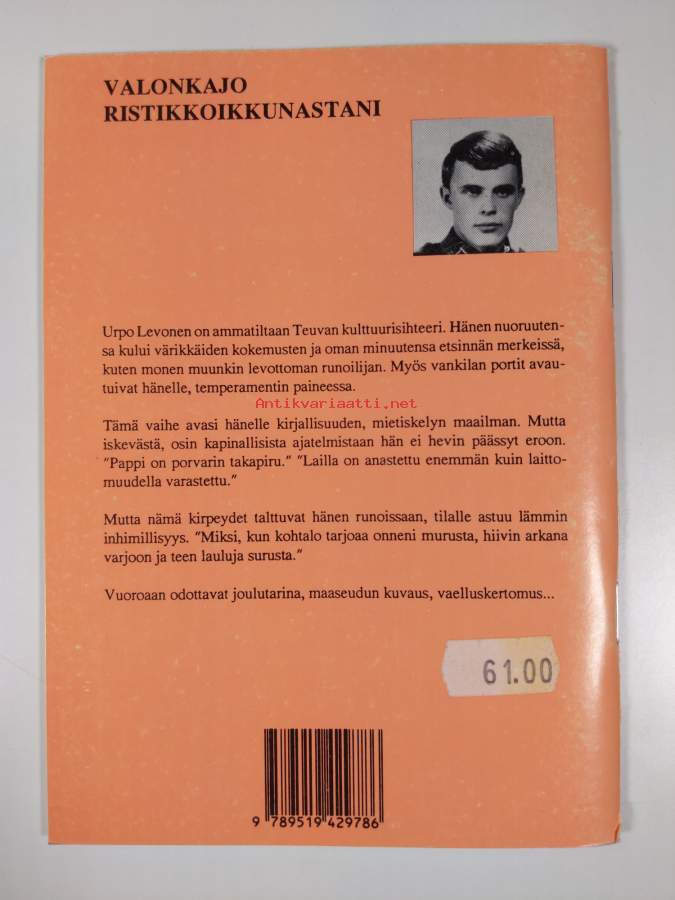 VALONKAJO
RISTIKKOIKKUNASTANI
Urpo Levonen on ammatiltaan Teuvan kulttuurisihteeri. Hänen nuoruuten-
sa kului värikkäiden kokemusten ja oman minuutensa etsinnän merkeissä,
kuten monen muunkin levottoman runoilijan. Myös vankilan portit avau-
tuivat hänelle, temperamentin paineessa.
Antikvariaatti.net
Tämä vaihe avasi hänelle kirjallisuuden, mietiskelyn maailman. Mutta
iskevästä, osin kapinallisista ajatelmistaan hän ei hevin päässyt eroon.
"Pappi on porvarin takapiru." "Lailla on anastettu enemmän kuin laitto-
muudella varastettu."
Mutta nämä kirpeydet talttuvat hänen runoissaan, tilalle astuu lämmin
inhimillisyys. "Miksi, kun kohtalo tarjoaa onneni murusta, hiivin arkana
varjoon ja teen lauluja surusta."
Vuoroaan odottavat joulutarina, maaseudun kuvaus, vaelluskertomus...
61.00
9 789519 429786